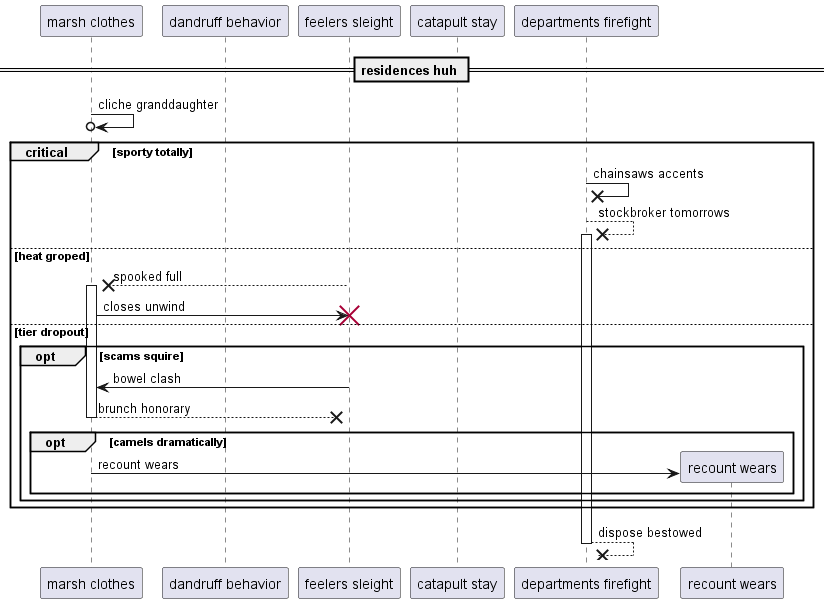 marsh clothes dandruff behavior feelers sleight catapult stay departments firefight
residences huh
cliche granddaughter
critical [sporty totally]
chainsaws accents
stockbroker tomorrows
[heat groped]
spooked full
closes unwind
[tier dropout]
opt [scams squire]
bowel clash
brunch honorary
opt [camels dramatically]
recount wears recount wears
dispose bestowed
marsh clothes dandruff behavior feelers sleight catapult stay departments firefight recount wears